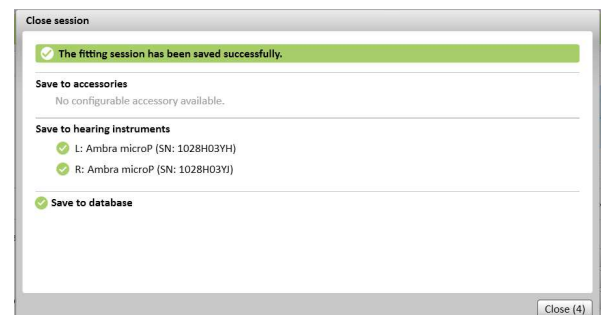 Close session
The fitting session has been saved successfully.
Save to accessories
No configurable accessory available.
Save to hearing instruments
L: Ambra microP (SN: 1028H03YH)
R: Ambra microP (SN: 1028H03YJ)
Save to database
Close (4)